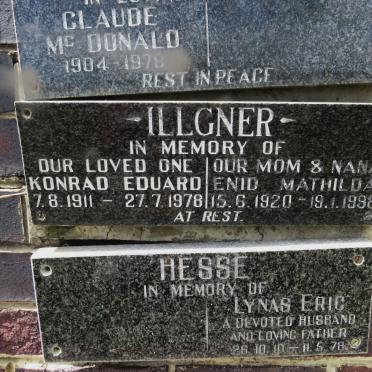 CLAUDE
MC DONALD
1904-1978
REST IN PEACE
-ILLGNER-
IN MEMORY OF
OUR LOVED ONE OUR MOM & NANA
KONRAD EDUARD ENID MATHILDA
7.8.1911 - 27.7.1978 15.6.1920-19.1.1998
AT REST
HESSE
IN MEMORY OF
LYNAS ERIC
A DEVOTED HUSBAND
AND LOVING FATHER
26.10.10 - 11.5.78